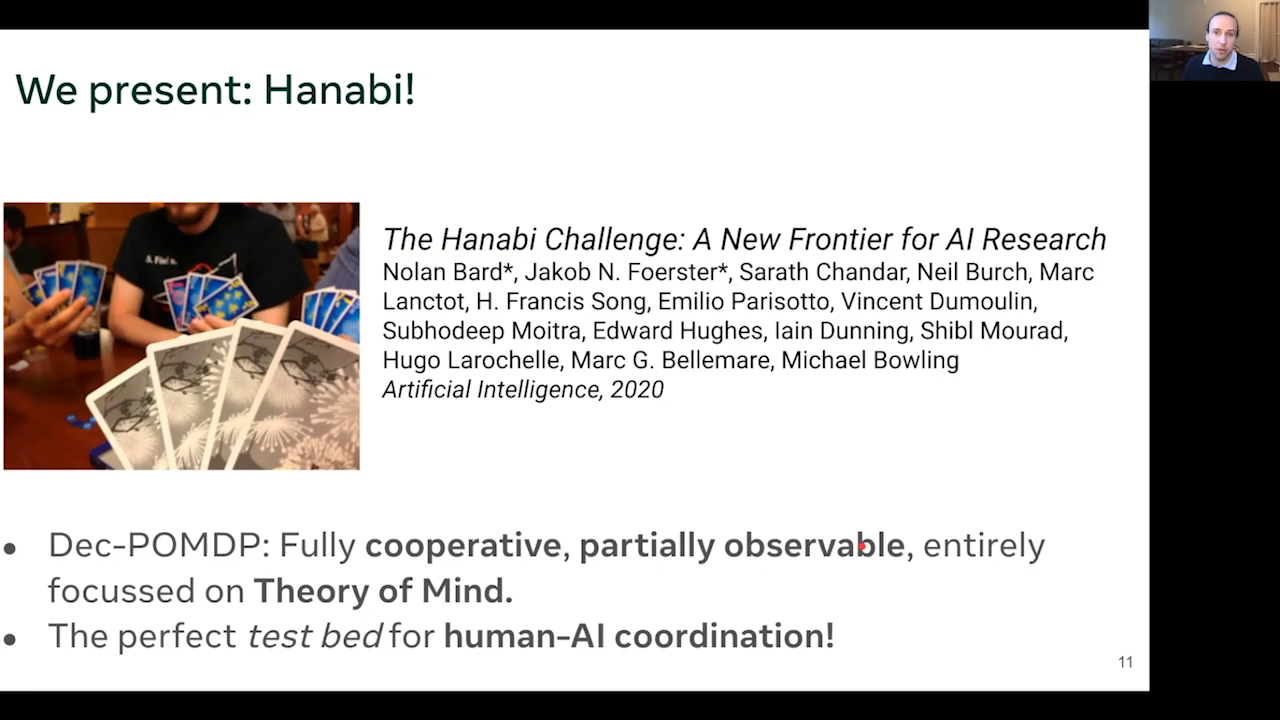 We present: Hanabi!
The Hanabi Challenge: A New Frontier for AI Research
Nolan Bard*, Jakob N. Foerster*, Sarath Chandar, Neil Burch, Marc
Lanctot, H. Francis Song, Emilio Parisotto, Vincent Dumoulin,
Subhodeep Moitra, Edward Hughes, Iain Dunning, Shibl Mourad,
Hugo Larochelle, Marc G. Bellemare, Michael Bowling
Artificial Intelligence, 2020
• Dec-POMDP: Fully cooperative, partially observable, entirely
focussed on Theory of Mind.
• The perfect test bed for human-AI coordination!
11